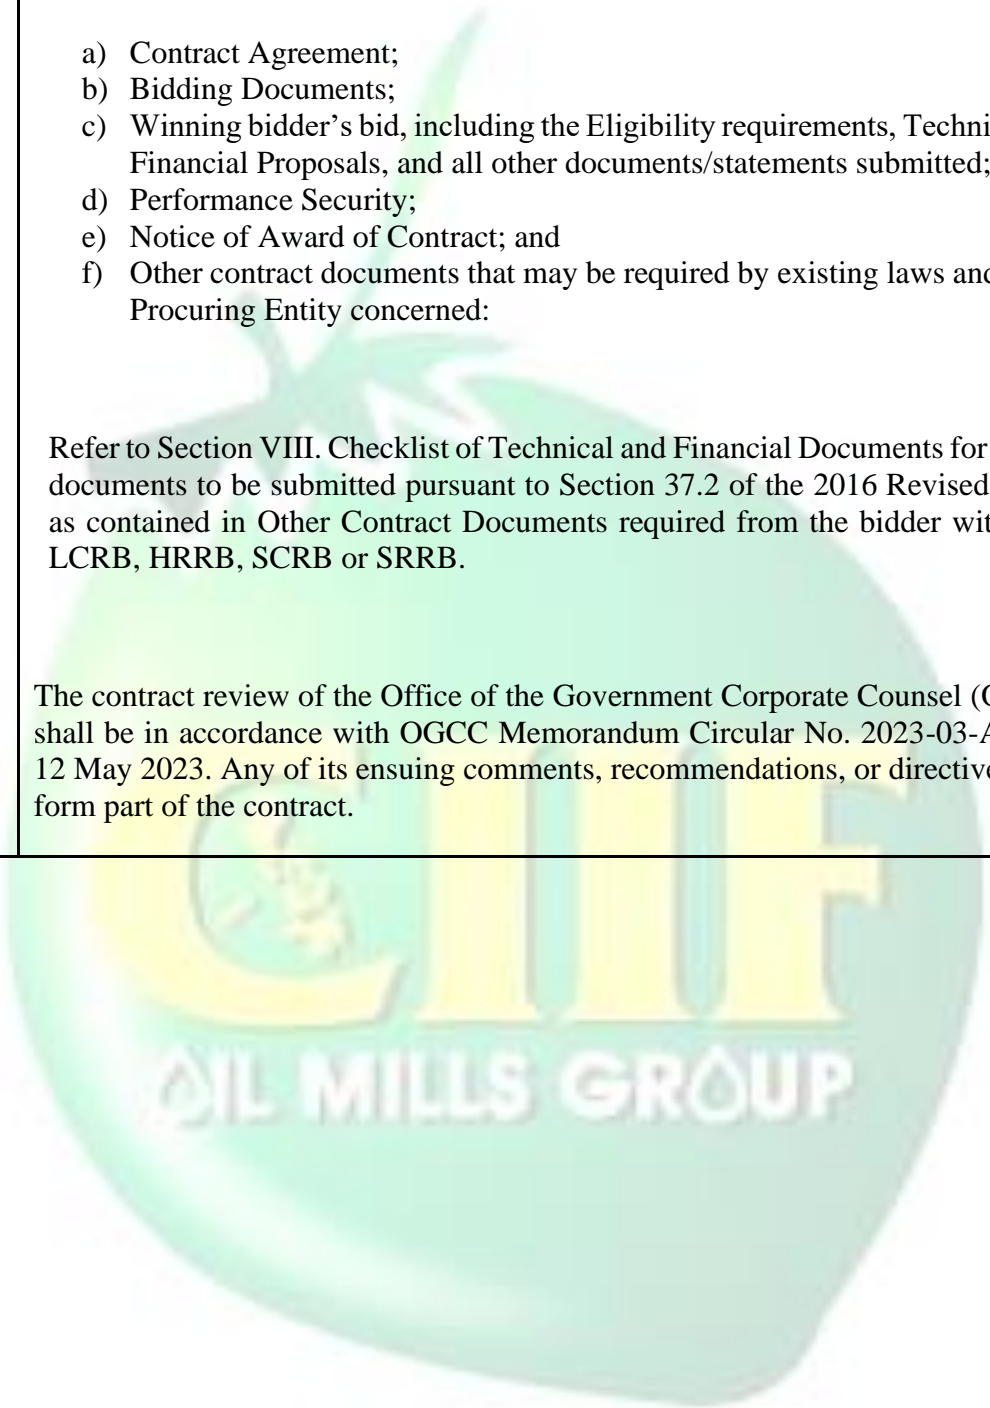 a) Contract Agreement;
b) Bidding Documents;
c) Winning bidder’s bid, including the Eligibility requirements, Techni
Financial Proposals, and all other documents/statements submitted;
d) Performance Security;
e) Notice of Award of Contract; and
f) Other contract documents that may be required by existing laws and
Procuring Entity concerned:
Refer to Section VIII. Checklist of Technical and Financial Documents for
documents to be submitted pursuant to Section 37.2 of the 2016 Revised
as contained in Other Contract Documents required from the bidder wit
LCRB, HRRB, SCRB or SRRB.
The contract review of the Office of the Government Corporate Counsel (
shall be in accordance with OGCC Memorandum Circular No. 2023-03-A
12 May 2023. Any of its ensuing comments, recommendations, or directive
form part of the contract.
CIIF
OIL MILLS GROUP